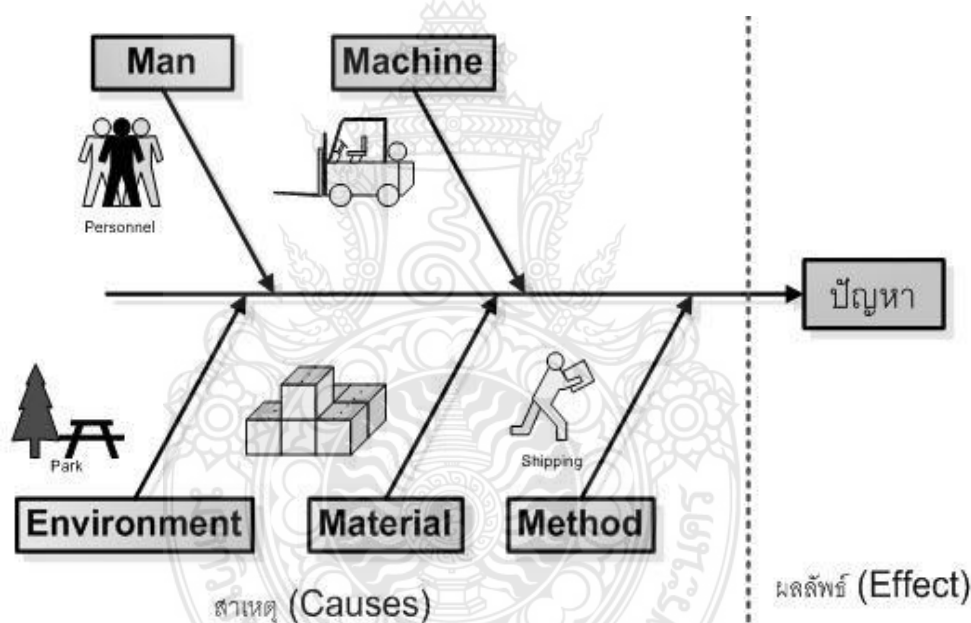 Man
Machine
Personnel
ปัญหา
Park
Shipping
Environment
Material
Method
สาเหตุ (Causes)
ผลลัพธ์ (Effect)